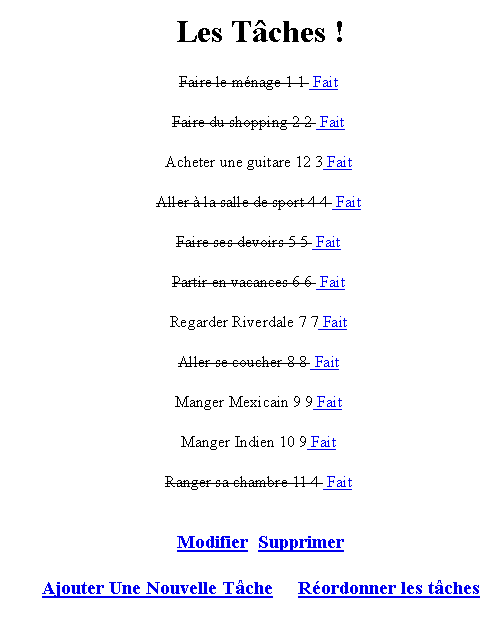 Les Tâches !
Faire le ménage 1 1 Fait
Faire du shopping 2 2 Fait
Acheter une guitare 12 3 Fait
Aller à la salle de sport 4 4 Fait
Faire ses devoirs 5 5 Fait
Partir en vacances 6 6 Fait
Regarder Riverdale 7 7 Fait
Aller se coucher 8 8 Fait
Manger Mexicain 9 9 Fait
Manger Indien 10 9 Fait
Ranger sa chambre 11 4 Fait
Modifier Supprimer
Ajouter Une Nouvelle Tâche Réordonner les tâches